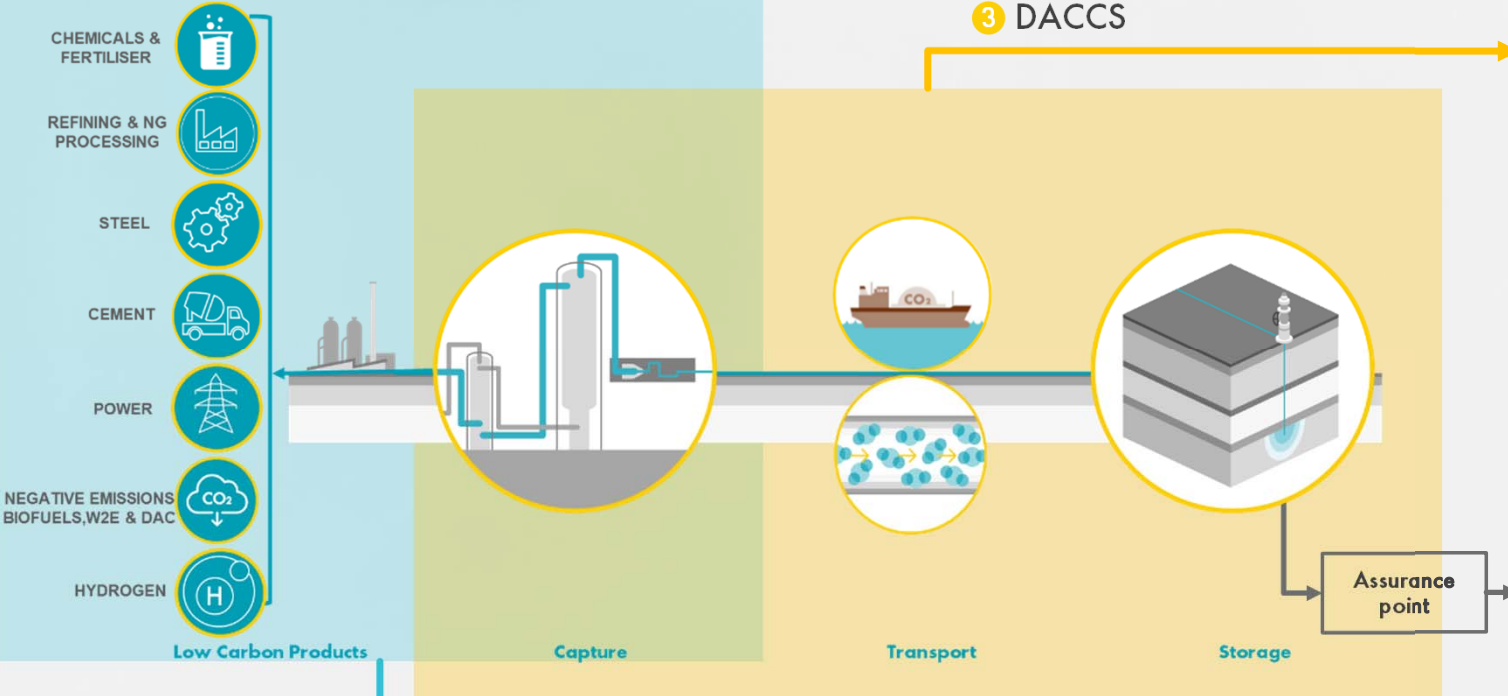 3 DACCS
CHEMICALS &
FERTILISER
REFINING & NG
PROCESSING
STEEL
CEMENT
POWER
NEGATIVE EMISSIONS
BIOFUELS,W2E & DAC
HYDROGEN
CO₂
H
CO₂
Assurance
point
Low Carbon Products
Capture
Transport
Storage